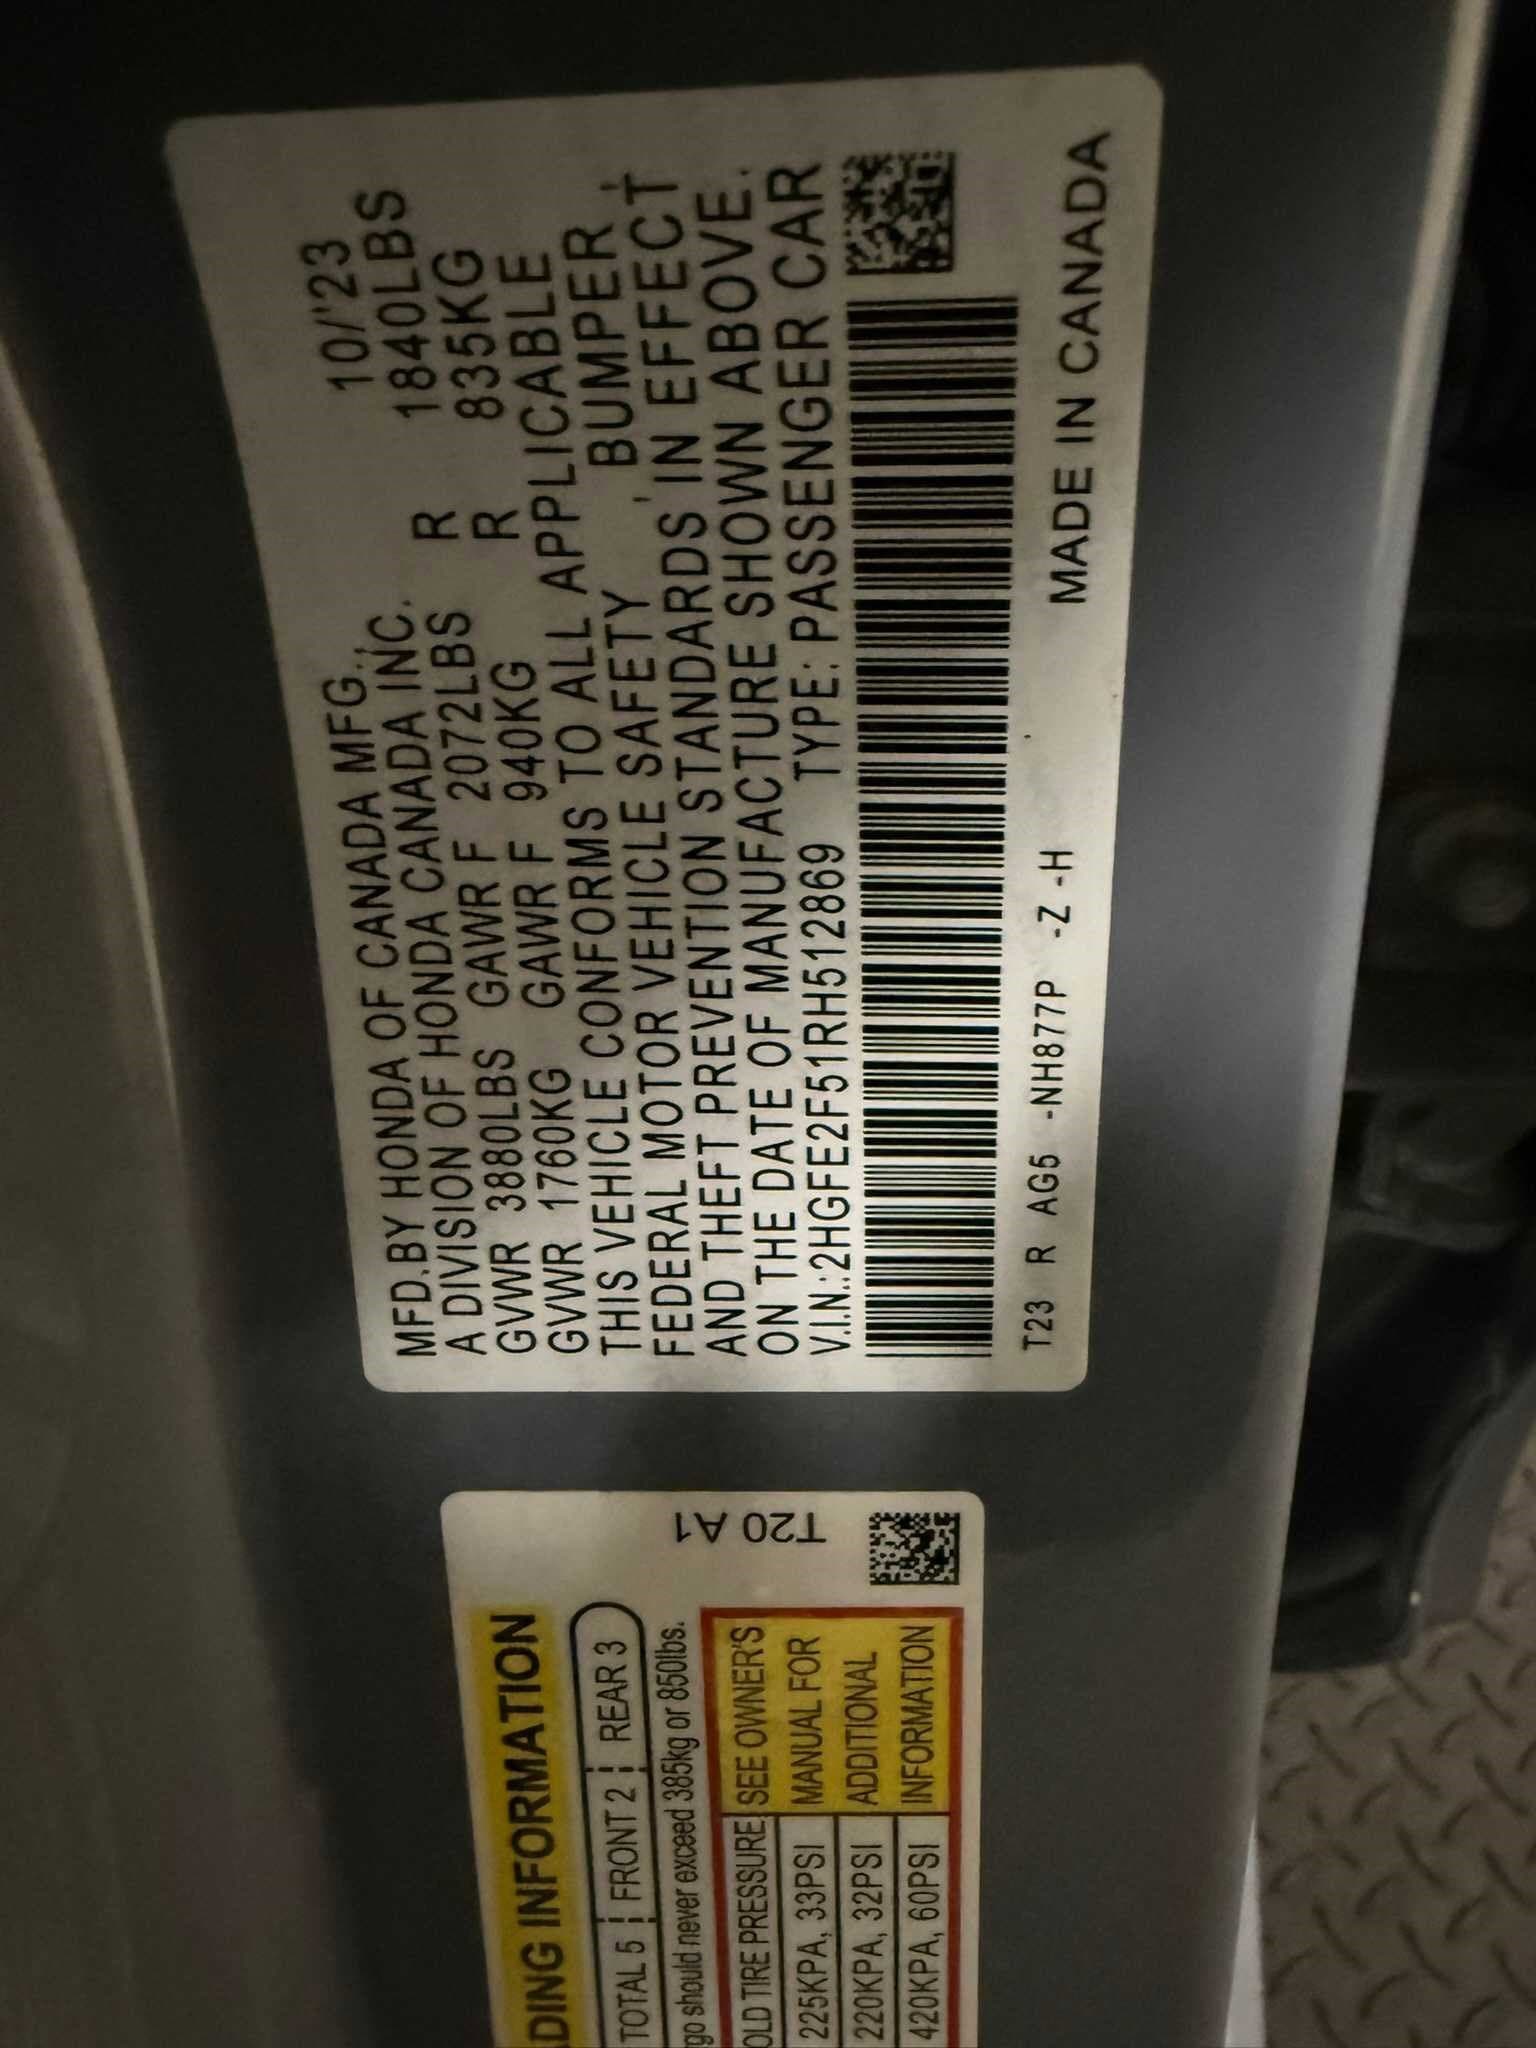 MFD.BY HONDA OF CANADA MFG., 10/'23
A DIVISION OF HONDA CANADA INC.
GVWR 3880LBS GAWR F 2072LBS R 1840LBS
GVWR 1760KG GAWR F 940KG R 835KG
THIS VEHICLE CONFORMS TO ALL APPLICABLE
FEDERAL MOTOR VEHICLE SAFETY, BUMPER,
AND THEFT PREVENTION STANDARDS IN EFFECT
ON THE DATE OF MANUFACTURE SHOWN ABOVE.
V.I.N.:2HGFE2F51RH512869 TYPE: PASSENGER CAR
T23 R AG5 -NH877P -Z -H MADE IN CANADA
DING INFORMATION
TOTAL 5 FRONT 2 REAR 3
go should never exceed 385kg or 850lbs.
OLD TIRE PRESSURE SEE OWNER'S
225KPA, 33PSI MANUAL FOR
220KPA, 32PSI ADDITIONAL
420KPA, 60PSI INFORMATION
T20 A1